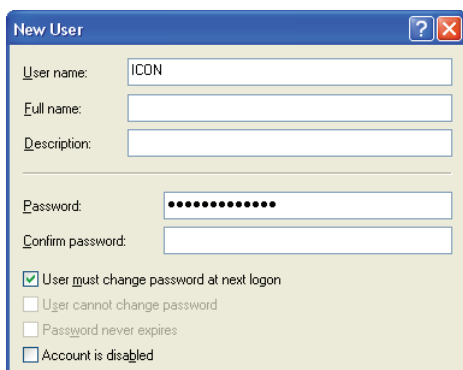 New User
User name: ICON
Full name:
Description:
Password: •••••••••••••
Confirm password:
User must change password at next logon
User cannot change password
Password never expires
Account is disabled